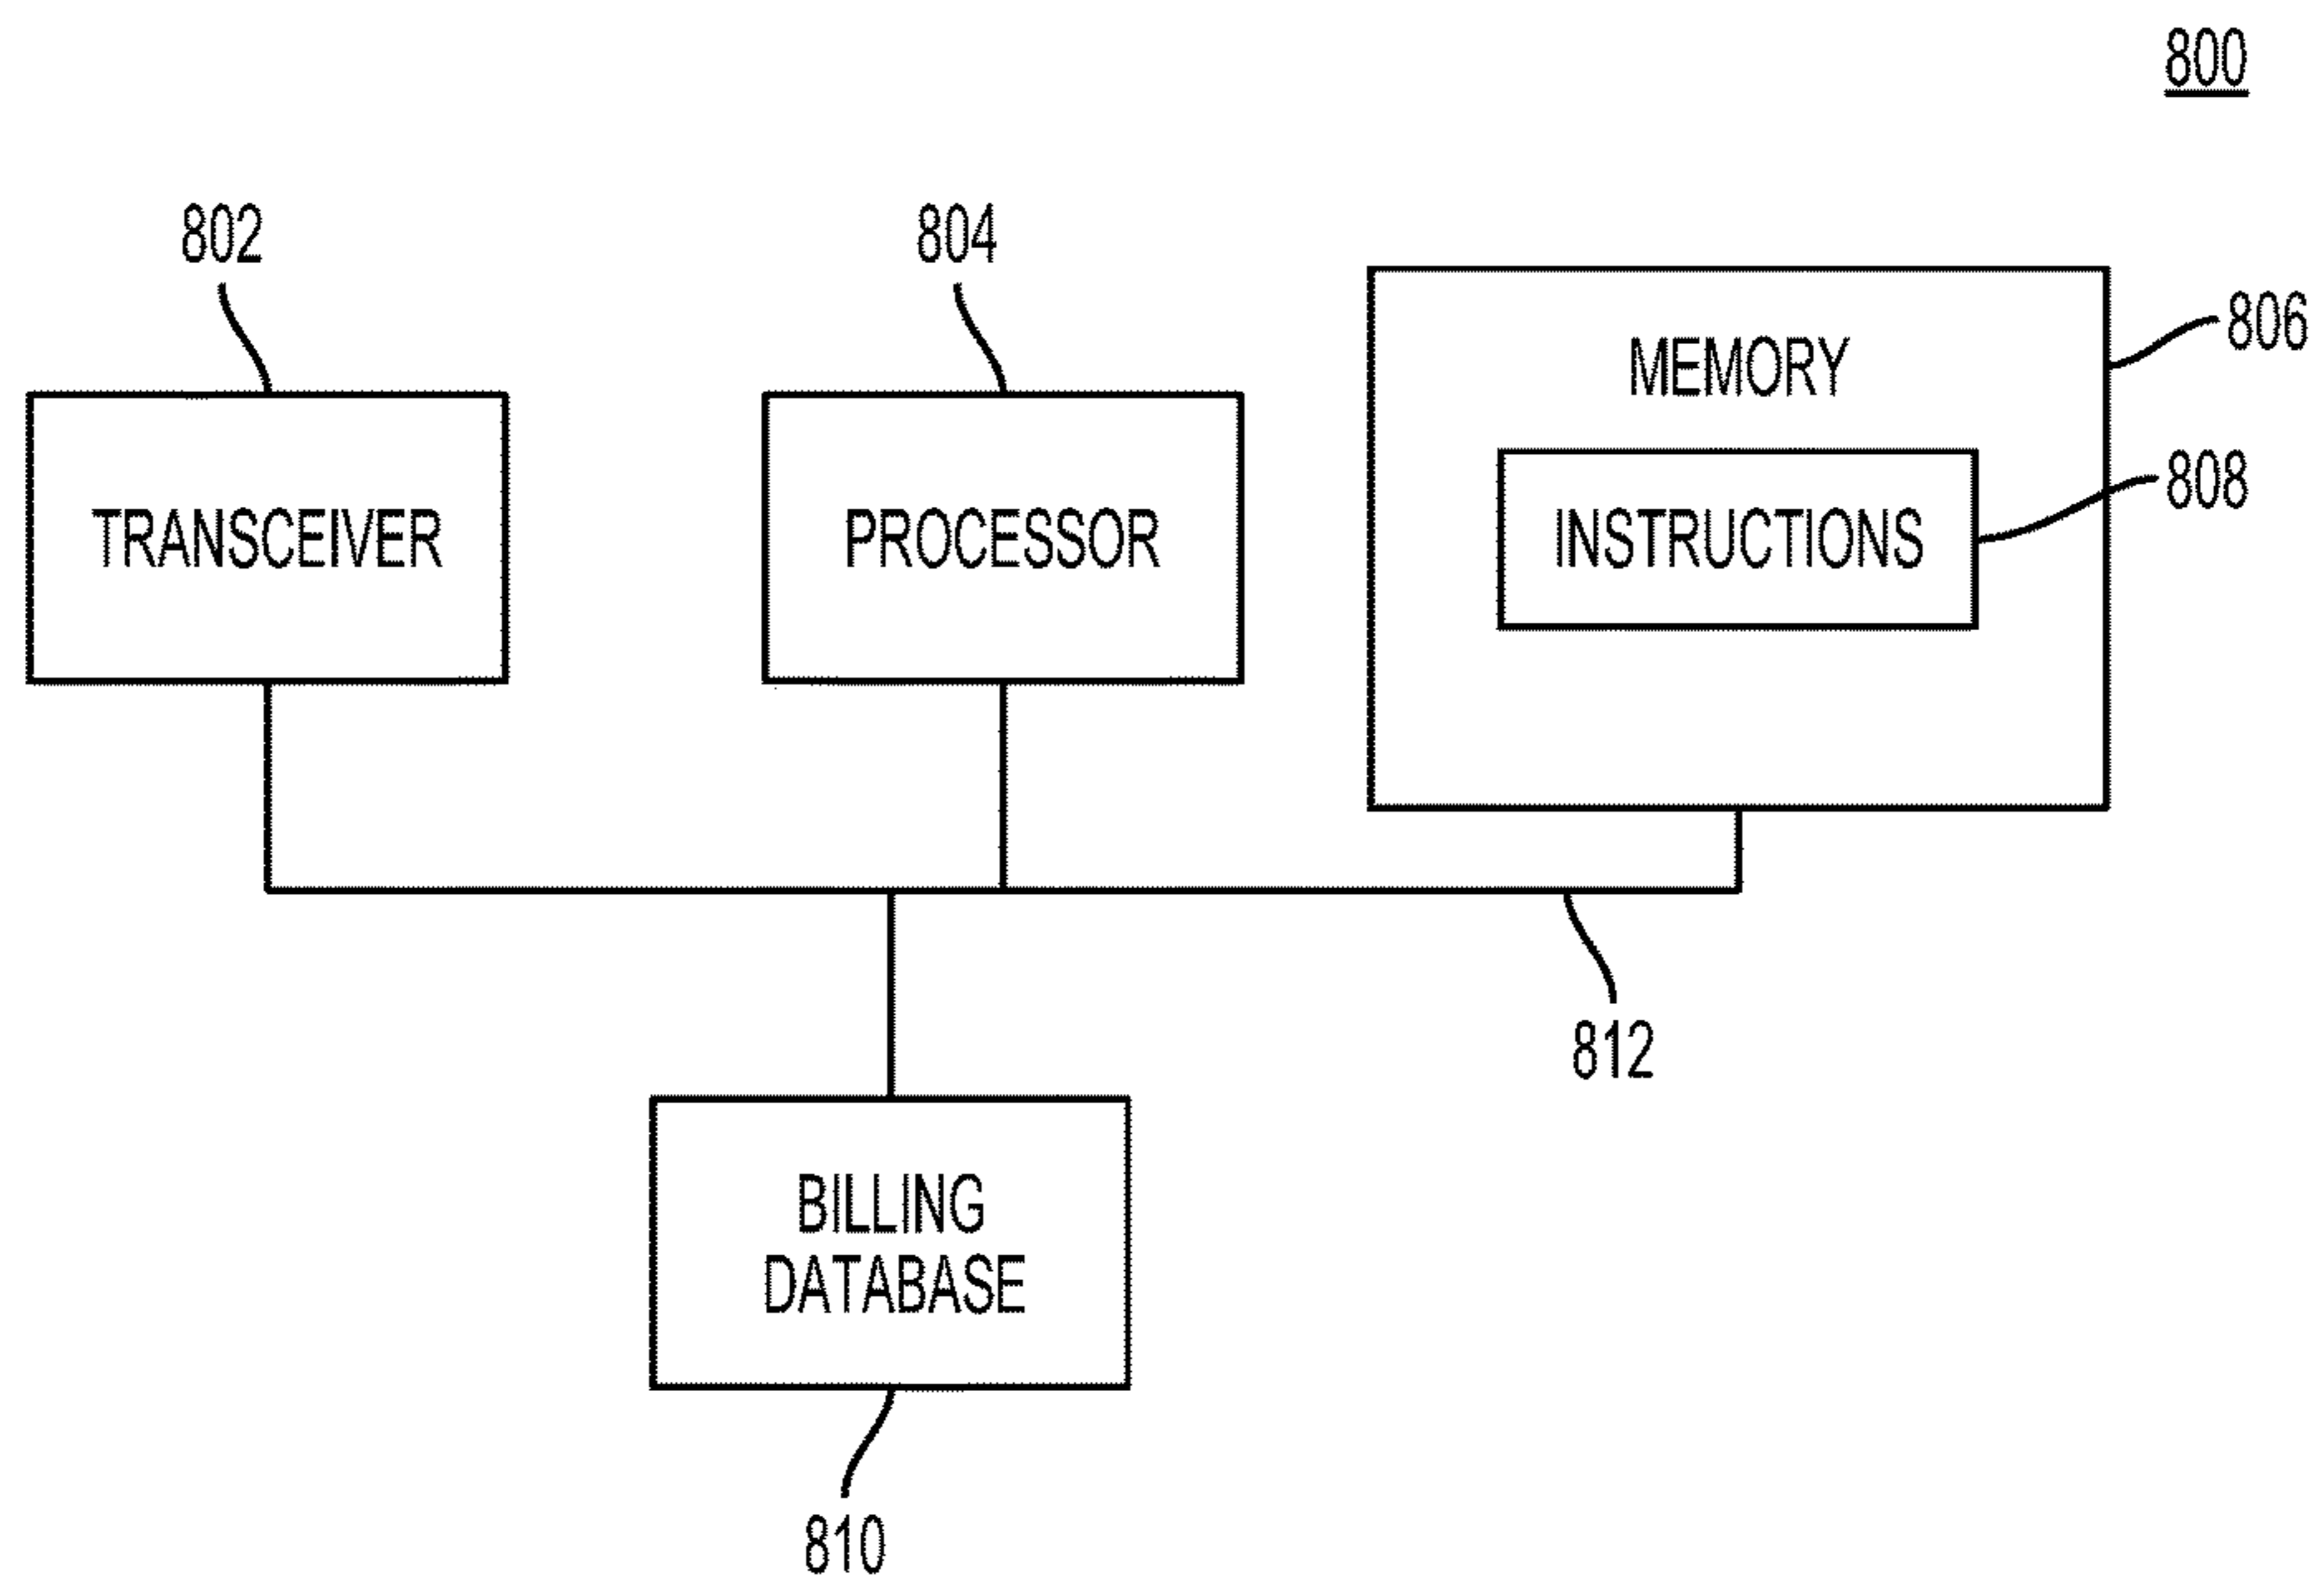 800
802
804
806
MEMORY
808
TRANSCEIVER
PROCESSOR
INSTRUCTIONS
812
BILLING
DATABASE
810